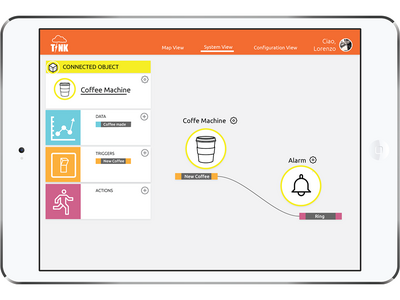 TINK
Map View
System View
Configuration View
Ciao,
Lorenzo
CONNECTED OBJECT
Coffee Machine
DATA
Coffee made
TRIGGERS
New Coffee
ACTIONS
Coffe Machine
New Coffee
Alarm
Ring